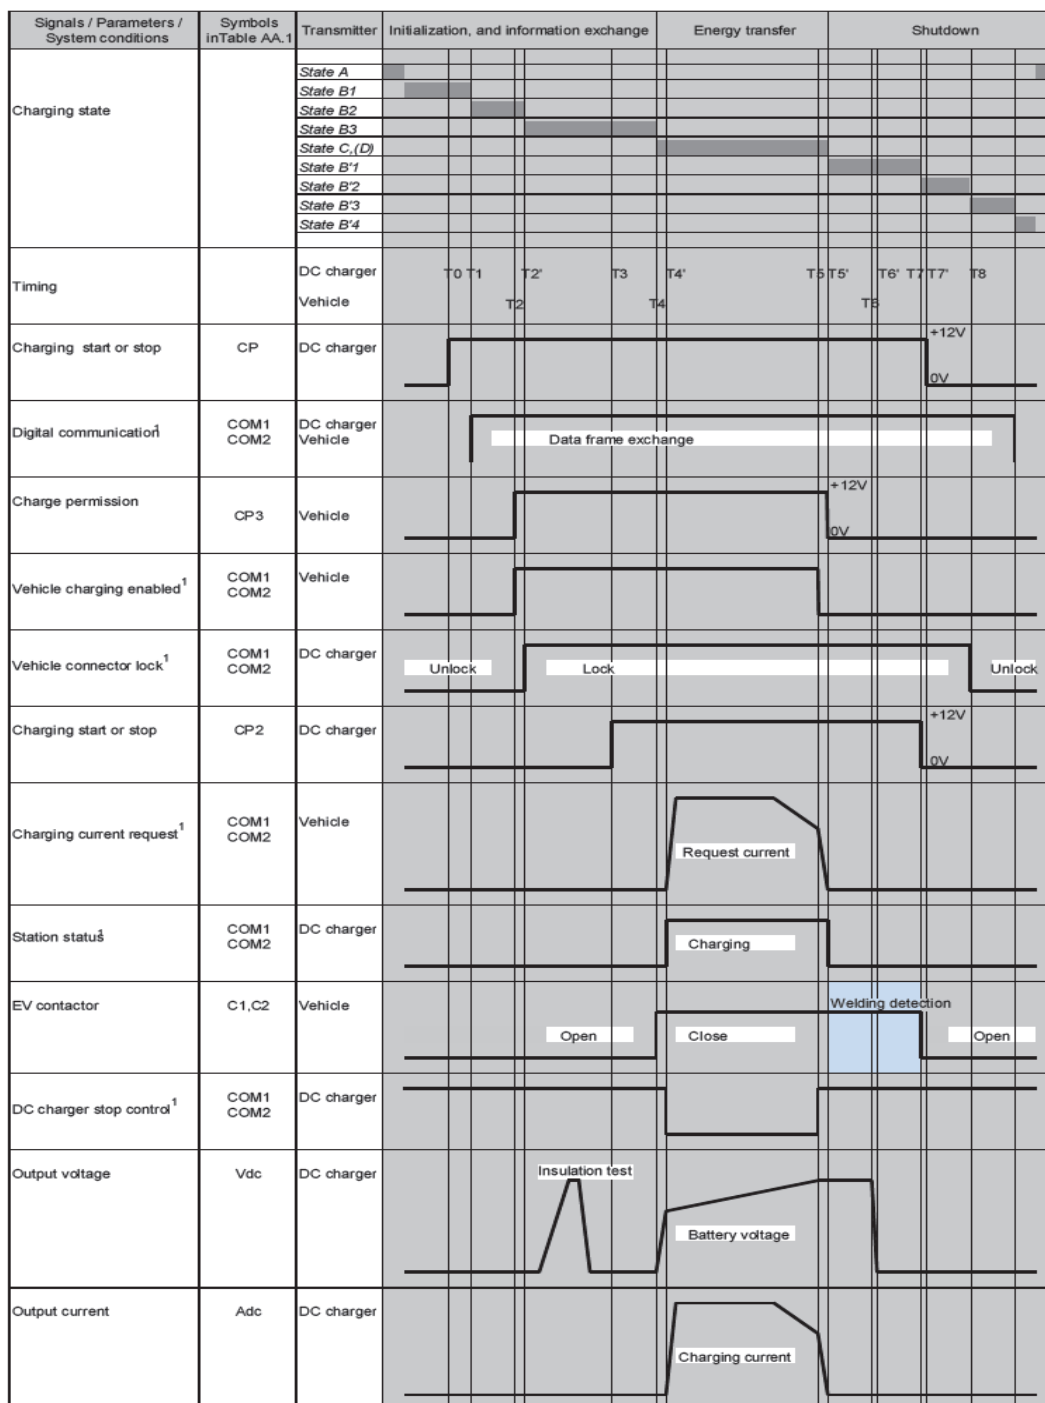 Signals / Parameters / System conditions
Symbols inTable AA.1
Transmitter
Initialization, and information exchange
Energy transfer
Shutdown
Charging state
State A
State B1
State B2
State B3
State C,(D)
State B'1
State B'2
State B'3
State B'4
Timing
DC charger
T0 T1 T2' T3 T4' T5 T5' T6' T7 T7' T8
Vehicle
T2 T4 T6
Charging start or stop
CP
DC charger
+12V
0V
Digital communication1
COM1
COM2
DC charger
Vehicle
Data frame exchange
Charge permission
CP3
Vehicle
+12V
0V
Vehicle charging enabled1
COM1
COM2
Vehicle
Vehicle connector lock1
COM1
COM2
DC charger
Unlock
Lock
Unlock
Charging start or stop
CP2
DC charger
+12V
0V
Charging current request1
COM1
COM2
Vehicle
Request current
Station status1
COM1
COM2
DC charger
Charging
EV contactor
C1,C2
Vehicle
Welding detection
Open
Close
Open
DC charger stop control1
COM1
COM2
DC charger
Output voltage
Vdc
DC charger
Insulation test
Battery voltage
Output current
Adc
DC charger
Charging current